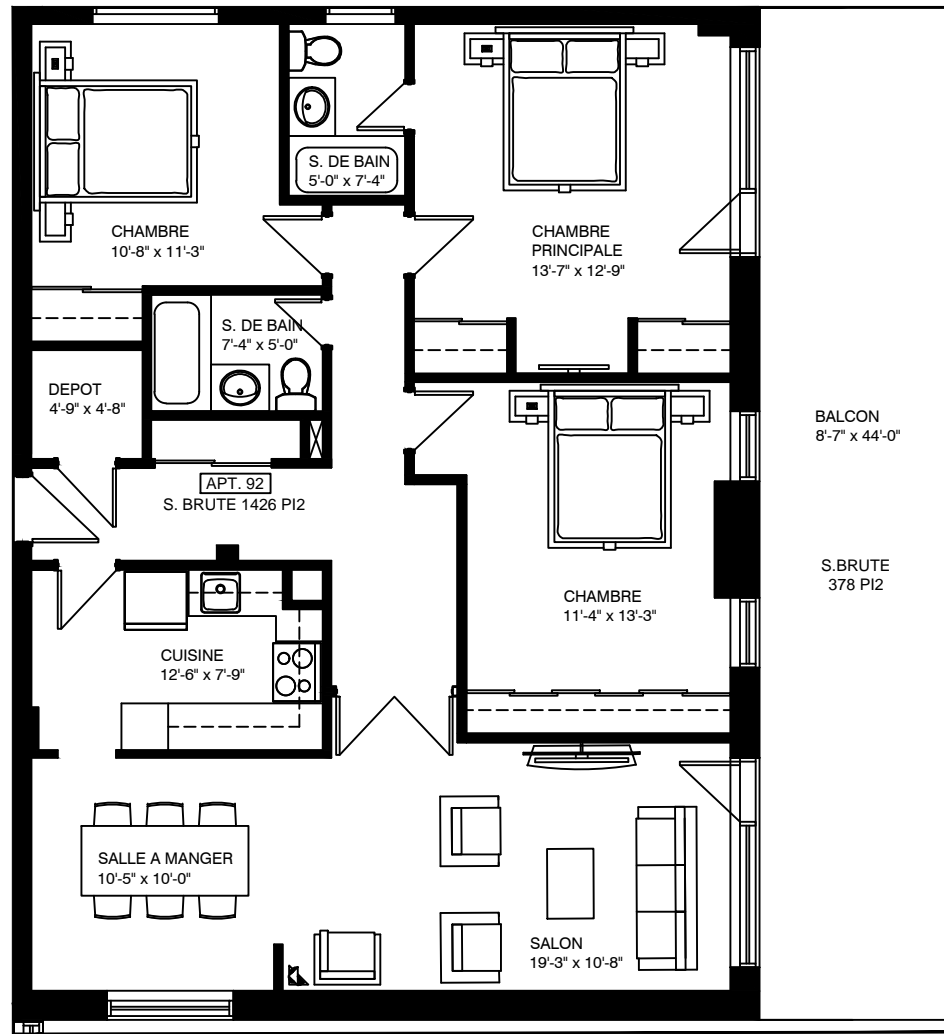 S. DE BAIN
5'-0" x 7'-4"
CHAMBRE
10'-8" x 11'-3"
CHAMBRE
PRINCIPALE
13'-7" x 12'-9"
S. DE BAIN
7'-4" x 5'-0"
DEPOT
4'-9" x 4'-8"
BALCON
8'-7" x 44'-0"
APT. 92
S. BRUTE 1426 PI2
S.BRUTE
378 PI2
CHAMBRE
11'-4" x 13'-3"
CUISINE
12'-6" x 7'-9"
SALLE A MANGER
10'-5" x 10'-0"
SALON
19'-3" x 10'-8"